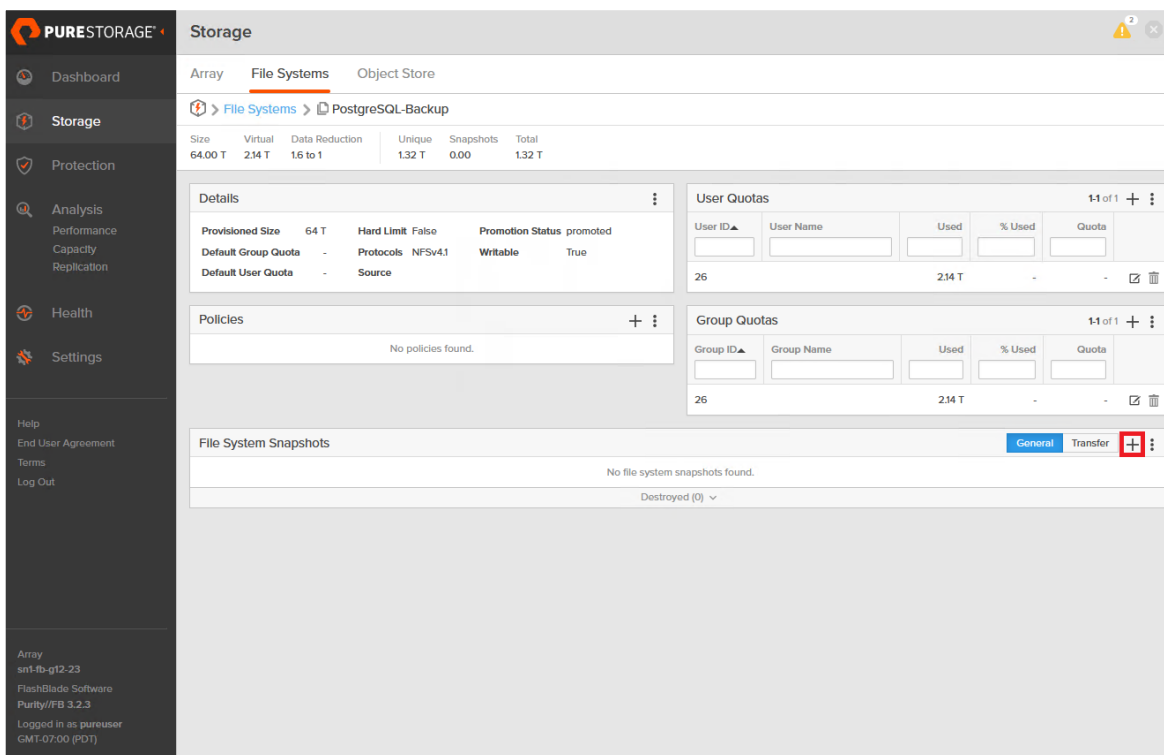 PURESTORAGE®
Dashboard
Storage
Protection
Analysis
Performance
Capacity
Replication
Health
Settings
Help
End User Agreement
Terms
Log Out
Array
sn1-fb-g12-23
FlashBlade Software
Purity//FB 3.2.3
Logged in as pureuser
GMT-07:00 (PDT)
Storage
2
Array File Systems Object Store
File Systems PostgreSQL-Backup
Size Virtual Data Reduction Unique Snapshots Total
64.00 T 2.14 T 1.6 to 1 1.32 T 0.00 1.32 T
Details
Provisioned Size 64 T Hard Limit False Promotion Status promoted
Default Group Quota - Protocols NFSv4.1 Writable True
Default User Quota - Source
User Quotas 1-1 of 1
User ID User Name Used % Used Quota
26 2.14 T - -
Policies
No policies found.
Group Quotas 1-1 of 1
Group ID Group Name Used % Used Quota
26 2.14 T - -
File System Snapshots General Transfer
No file system snapshots found.
Destroyed (0)